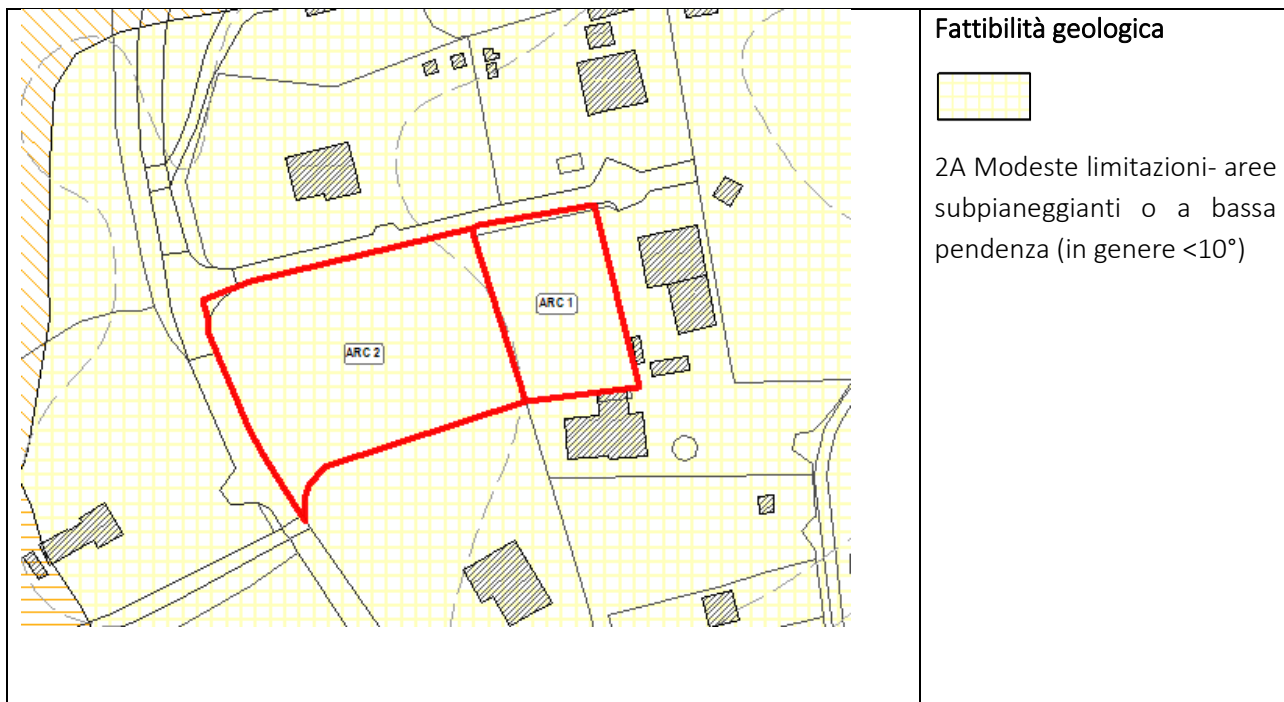 Fattibilità geologica
2A Modeste limitazioni- aree
subpianeggianti o a bassa
pendenza (in genere <10°)
ARC 1
ARC 2